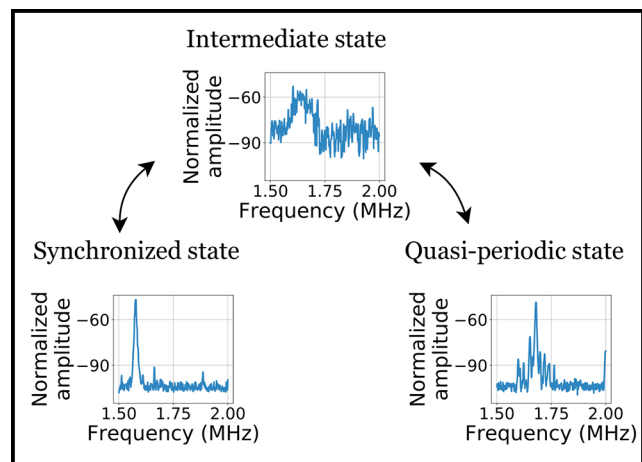 Intermediate state
Normalized
amplitude
−60
−90
1.50 1.75 2.00
Frequency (MHz)
Synchronized state
Quasi-periodic state
Normalized
amplitude
−60
−90
1.50 1.75 2.00
Frequency (MHz)
Normalized
amplitude
−60
−90
1.50 1.75 2.00
Frequency (MHz)